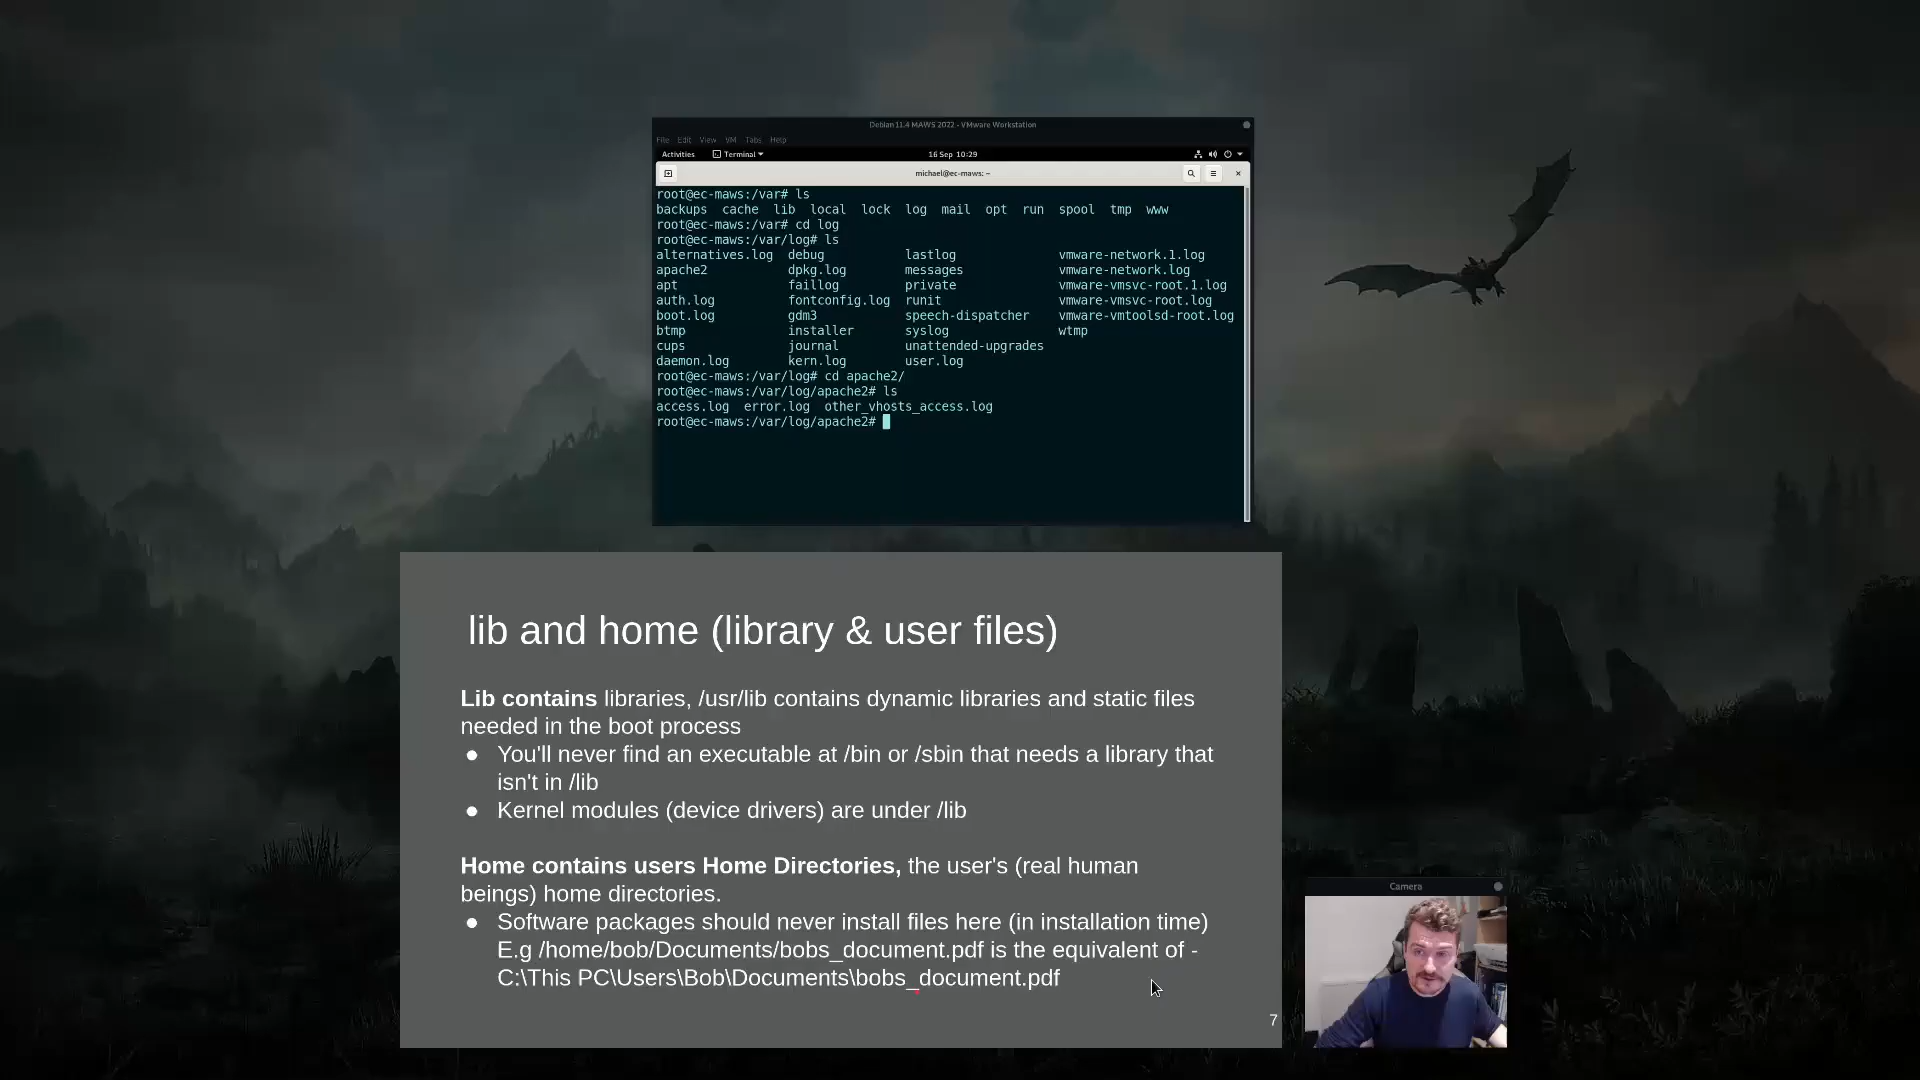 Debian 11.4 MAWS 2022 - VMware Workstation
File Edit View VM Tabs Help
Activities Terminal 16 Sep 10:29
michael@ec-maws: ~
root@ec-maws:/var# ls
backups cache lib local lock log mail opt run spool tmp www
root@ec-maws:/var# cd log
root@ec-maws:/var/log# ls
alternatives.log debug lastlog vmware-network.1.log
apache2 dpkg.log messages vmware-network.log
apt faillog private vmware-vmsvc-root.1.log
auth.log fontconfig.log runit vmware-vmsvc-root.log
boot.log gdm3 speech-dispatcher vmware-vmtoolsd-root.log
btmp installer syslog wtmp
cups journal unattended-upgrades
daemon.log kern.log user.log
root@ec-maws:/var/log# cd apache2/
root@ec-maws:/var/log/apache2# ls
access.log error.log other_vhosts_access.log
root@ec-maws:/var/log/apache2#
lib and home (library & user files)
Lib contains libraries, /usr/lib contains dynamic libraries and static files
needed in the boot process
● You'll never find an executable at /bin or /sbin that needs a library that
isn't in /lib
● Kernel modules (device drivers) are under /lib
Home contains users Home Directories, the user's (real human
beings) home directories.
● Software packages should never install files here (in installation time)
E.g /home/bob/Documents/bobs_document.pdf is the equivalent of -
C:\This PC\Users\Bob\Documents\bobs_document.pdf
7
Camera